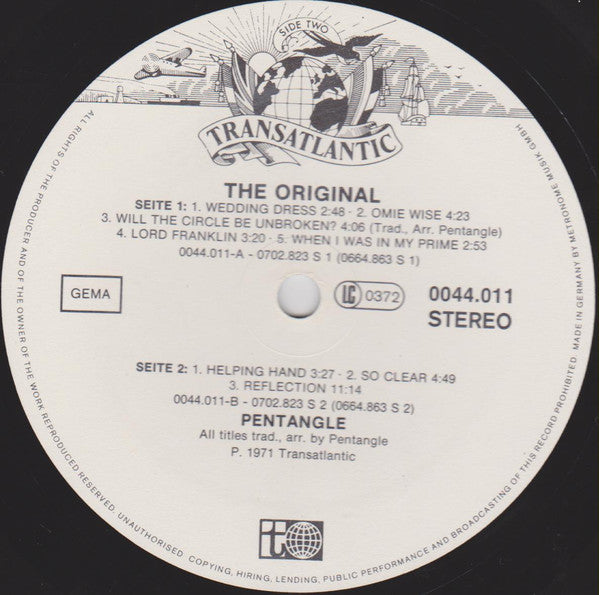 SIDE TWO
TRANSATLANTIC
THE ORIGINAL
SEITE 1: 1. WEDDING DRESS 2:48 · 2. OMIE WISE 4:23
3. WILL THE CIRCLE BE UNBROKEN? 4:06 (Trad., Arr. Pentangle)
4. LORD FRANKLIN 3:20 · 5. WHEN I WAS IN MY PRIME 2:53
0044.011-A - 0702.823 S 1 (0664.863 S 1)
GEMA
LC 0372
0044.011
STEREO
SEITE 2: 1. HELPING HAND 3:27 · 2. SO CLEAR 4:49
3. REFLECTION 11:14
0044.011-B - 0702.823 S 2 (0664.863 S 2)
PENTANGLE
All titles trad., arr. by Pentangle
P. 1971 Transatlantic
t
ALL RIGHTS OF THE PRODUCER AND OF THE OWNER OF THE WORK REPRODUCED RESERVED. UNAUTHORISED COPYING, HIRING, LENDING, PUBLIC PERFORMANCE AND BROADCASTING OF THIS RECORD PROHIBITED. MADE IN GERMANY BY METRONOME MUSIK GMBH